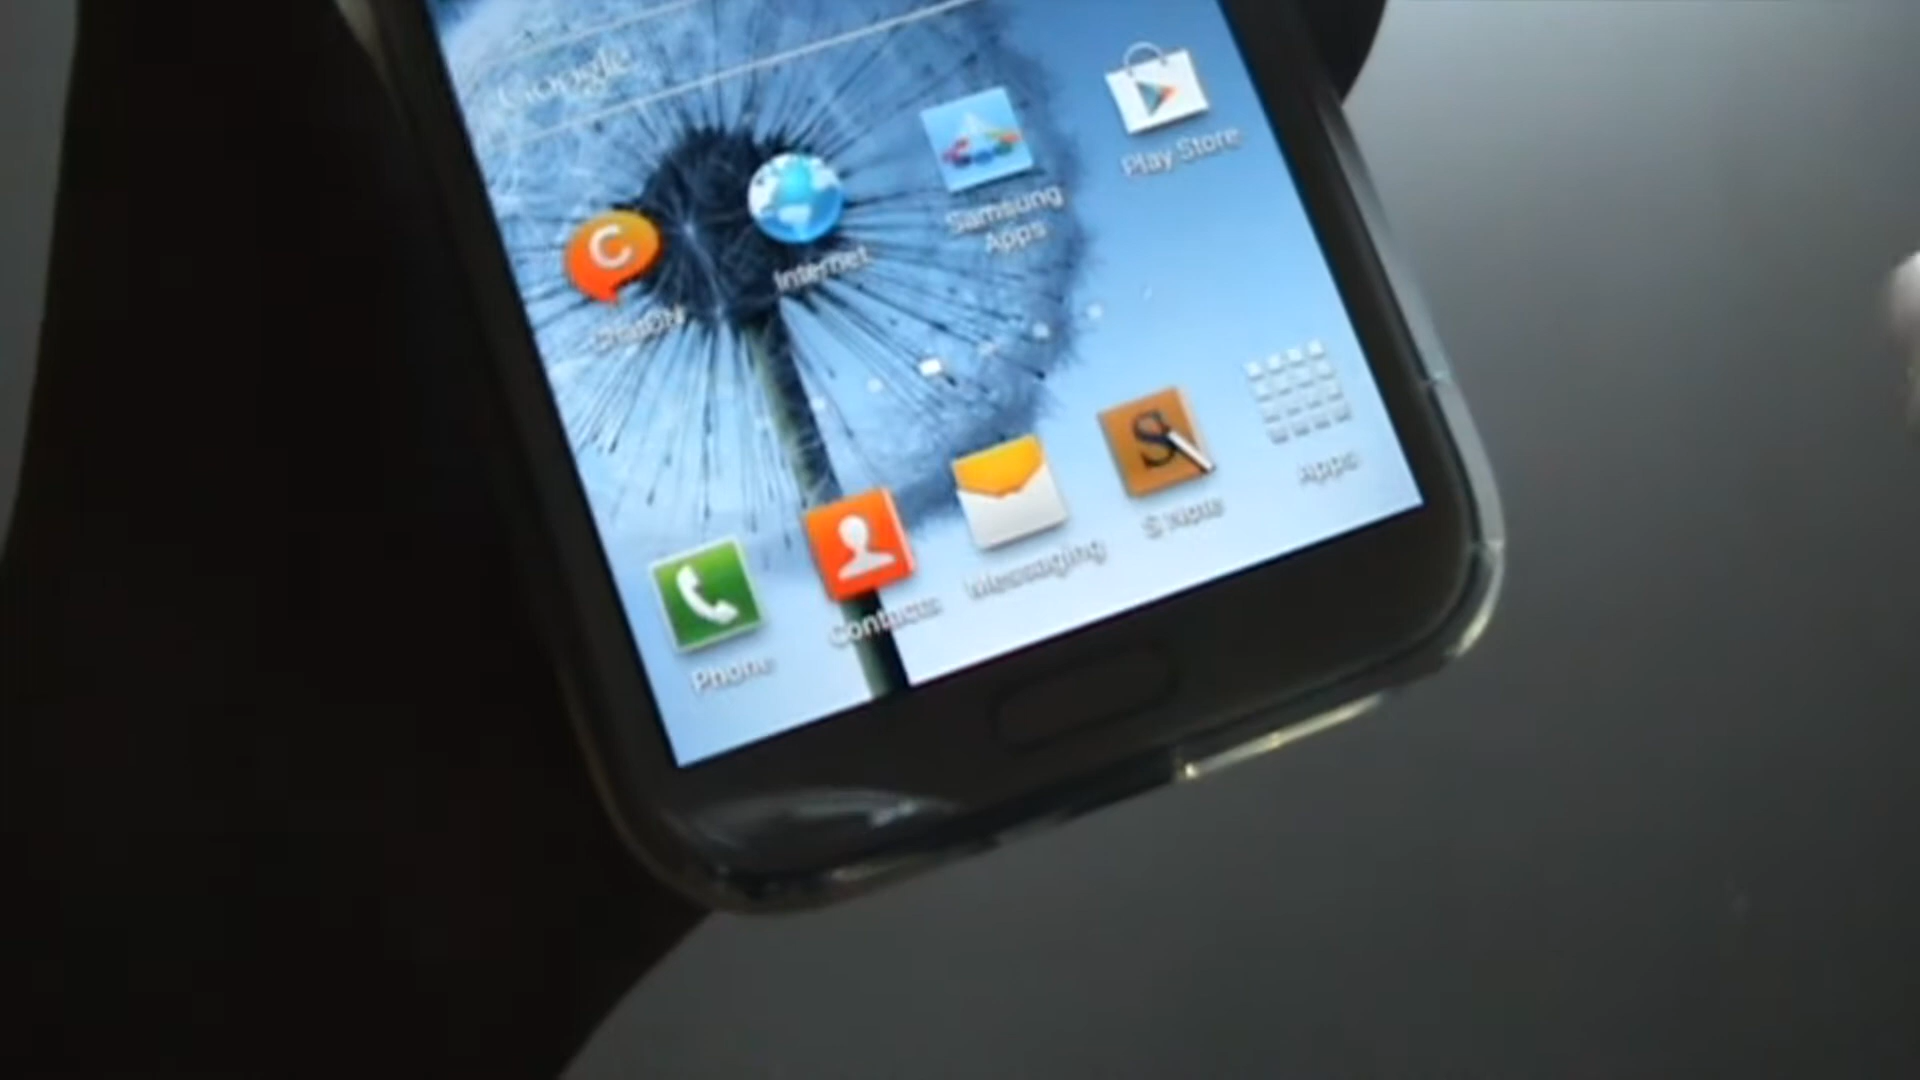 Google
ChatON
Internet
Samsung
Apps
Play Store
C
Phone
Contacts
Messaging
S Note
S
Apps